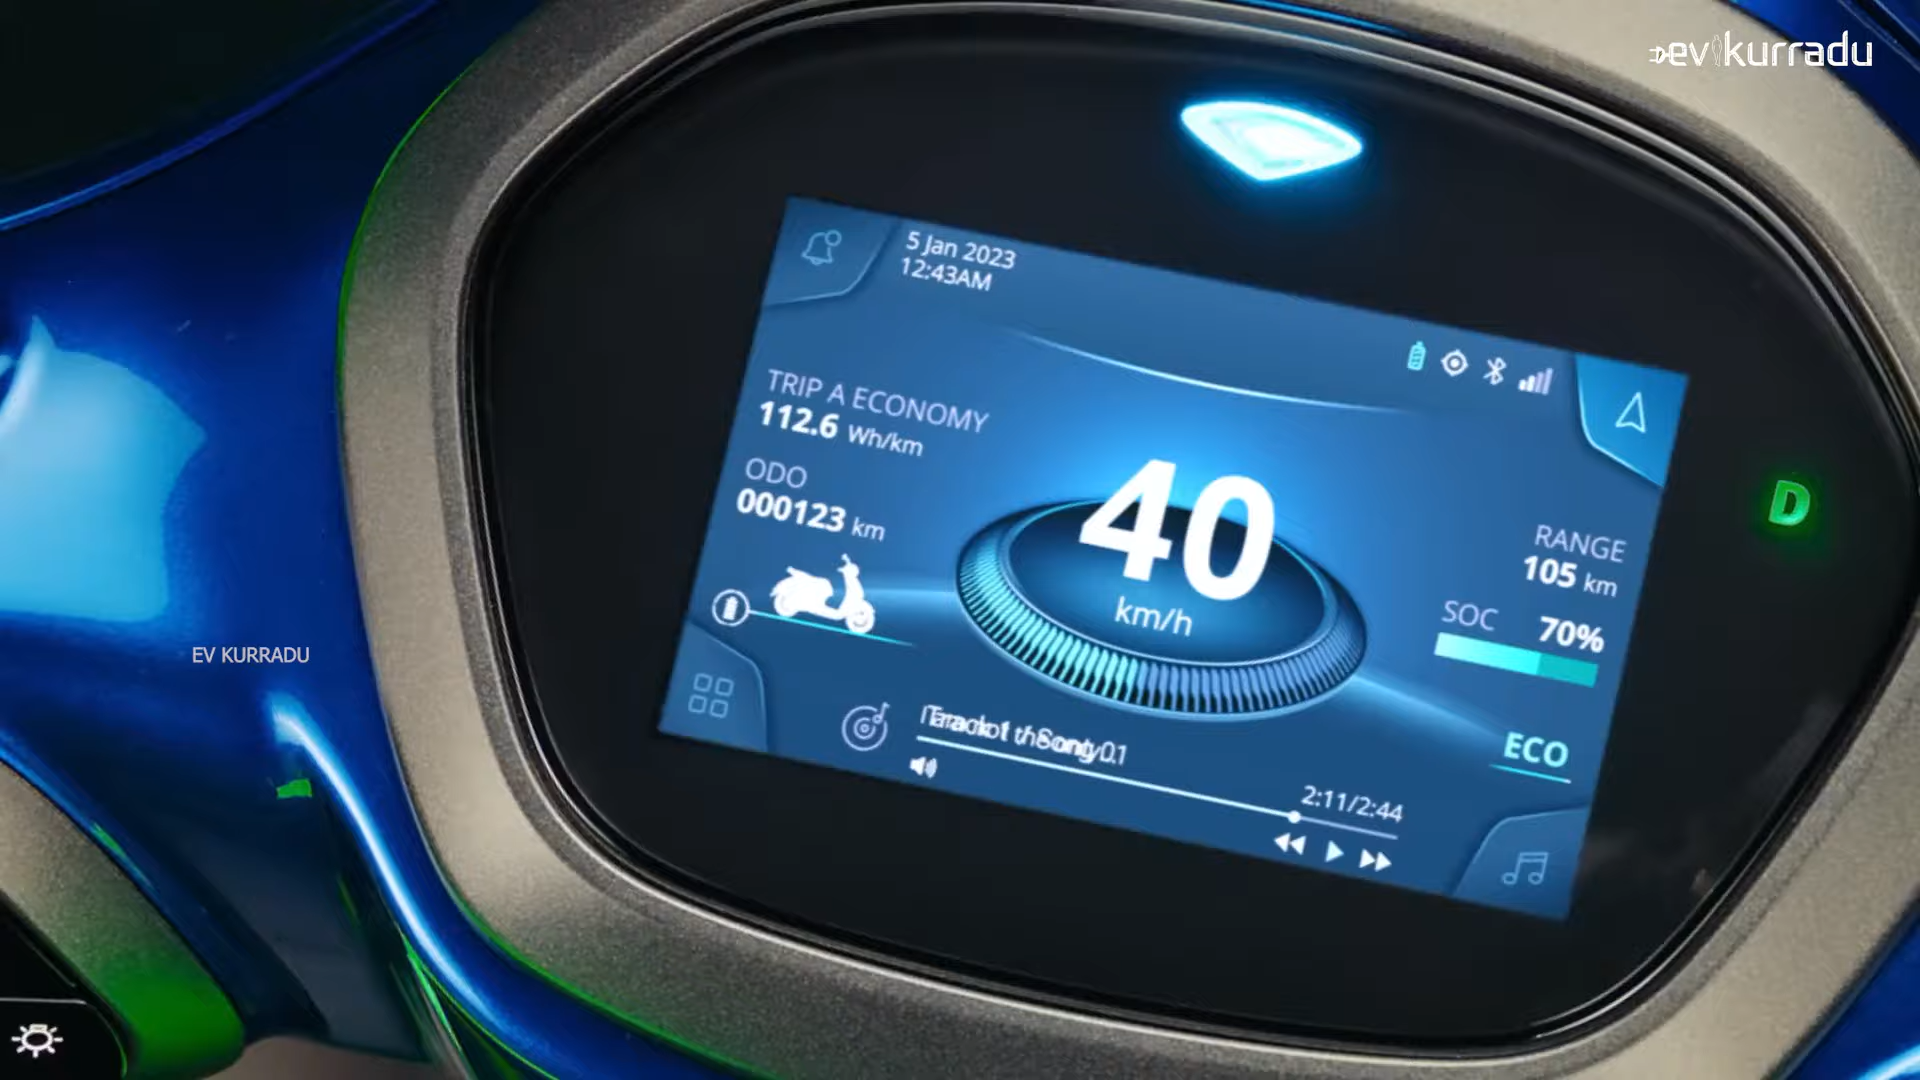 evkurradu
5 Jan 2023
12:43AM
TRIP A ECONOMY
112.6 Wh/km
ODO
000123 km
40
km/h
D
RANGE
105 km
SOC 70%
EV KURRADU
ECO
2:11/2:44